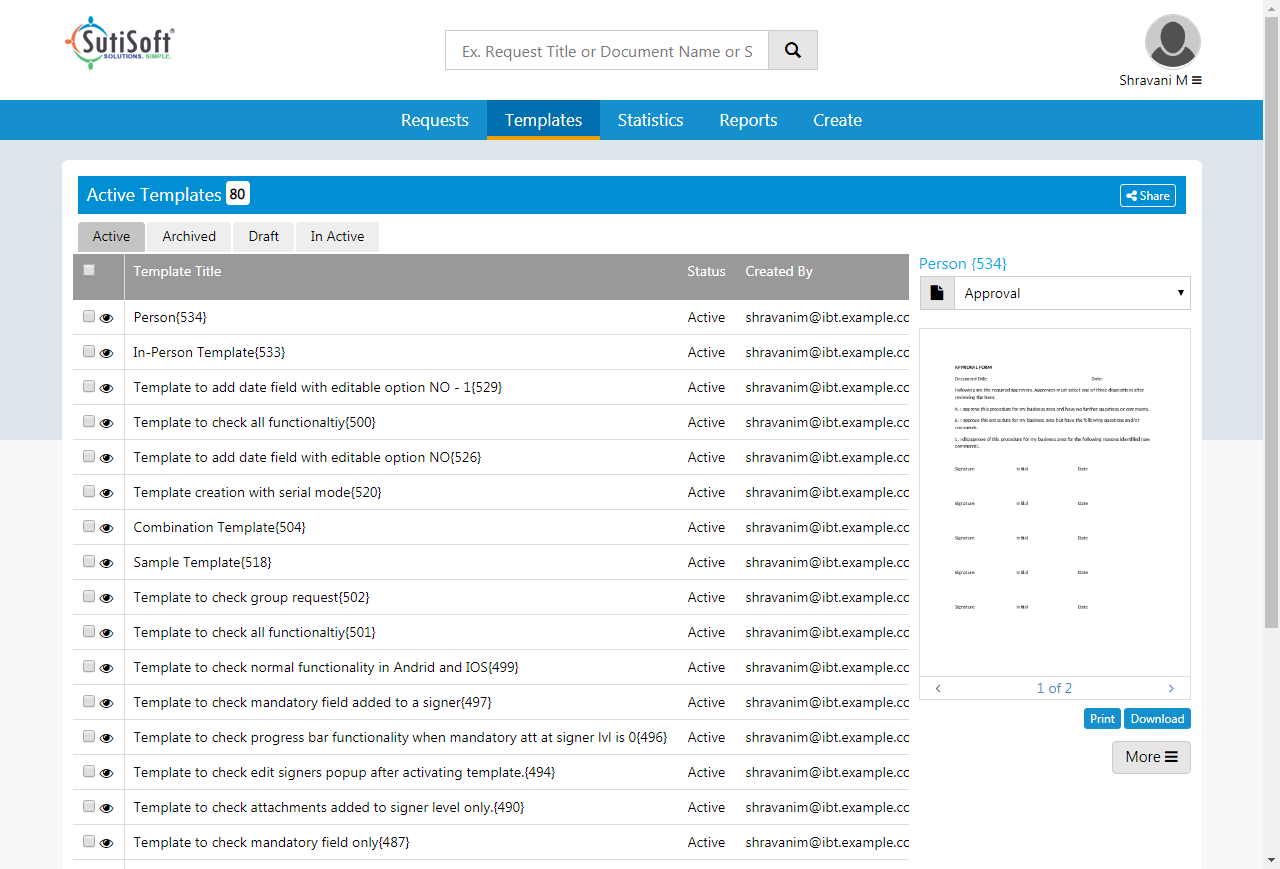 SutiSoft®
SOLUTIONS. SIMPLE.
Ex. Request Title or Document Name or S
Shravani M
Requests Templates Statistics Reports Create
Active Templates 80
Share
Active Archived Draft In Active
Template Title Status Created By
Person{534} Active shravanim@ibt.example.cc
In-Person Template{533} Active shravanim@ibt.example.cc
Template to add date field with editable option NO - 1{529} Active shravanim@ibt.example.cc
Template to check all functionaltiy{500} Active shravanim@ibt.example.cc
Template to add date field with editable option NO{526} Active shravanim@ibt.example.cc
Template creation with serial mode{520} Active shravanim@ibt.example.cc
Combination Template{504} Active shravanim@ibt.example.cc
Sample Template{518} Active shravanim@ibt.example.cc
Template to check group request{502} Active shravanim@ibt.example.cc
Template to check all functionaltiy{501} Active shravanim@ibt.example.cc
Template to check normal functionality in Andrid and IOS{499} Active shravanim@ibt.example.cc
Template to check mandatory field added to a signer{497} Active shravanim@ibt.example.cc
Template to check progress bar functionality when mandatory att at signer lvl is 0{496} Active shravanim@ibt.example.cc
Template to check edit signers popup after activating template.{494} Active shravanim@ibt.example.cc
Template to check attachments added to signer level only.{490} Active shravanim@ibt.example.cc
Template to check mandatory field only{487} Active shravanim@ibt.example.cc
Person {534}
Approval
APPROVAL FORM
Document Title: Date:
Following are the required approvers. Approvers must select one of three dispositions after
reviewing the item:
A. I approve this procedure for my business area and have no further questions or comments.
B. I approve this procedure for my business area but have the following questions and/or
comments.
C. I disapprove of this procedure for my business area for the following reasons identified (see
comments).
Signature Initial Date
Signature Initial Date
Signature Initial Date
Signature Initial Date
Signature Initial Date
1 of 2
Print Download
More